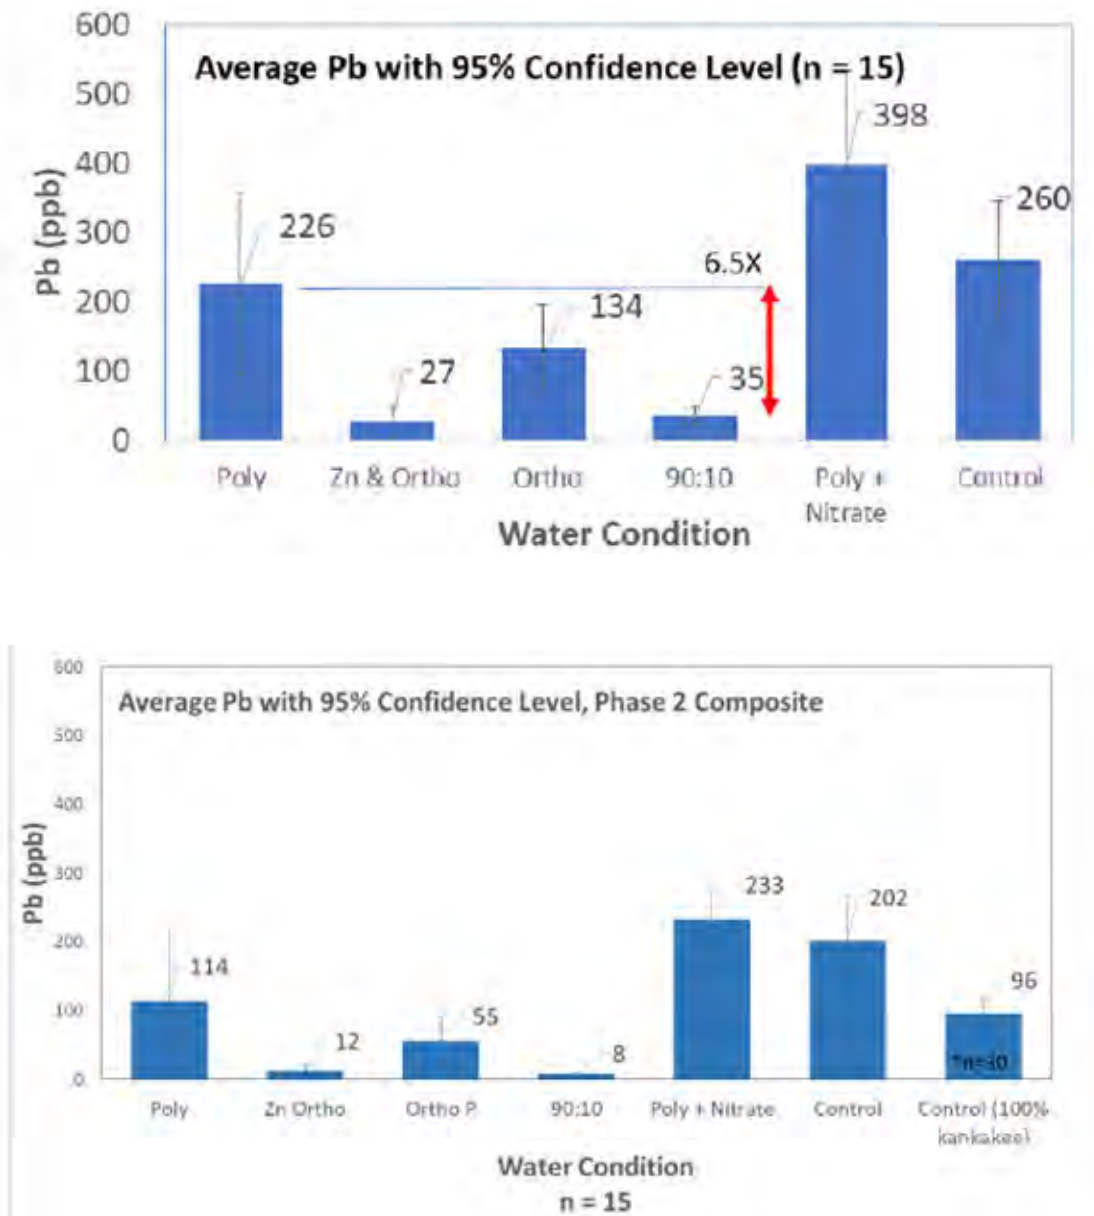 600
Average Pb with 95% Confidence Level (n = 15)
500
398
400
Pb (ppb)
300
226
260
6.5X
200
134
100
27
35
0
Poly
Zn & Ortho
Ortho
90:10
Poly +
Nitrate
Control
Water Condition
600
Average Pb with 95% Confidence Level, Phase 2 Composite
500
400
Pb (ppb)
300
233
202
200
114
96
100
55
12
8
*n=30
0
Poly
Zn Ortho
Ortho P
90:10
Poly + Nitrate
Control
Control (100%
kankakee)
Water Condition
n = 15